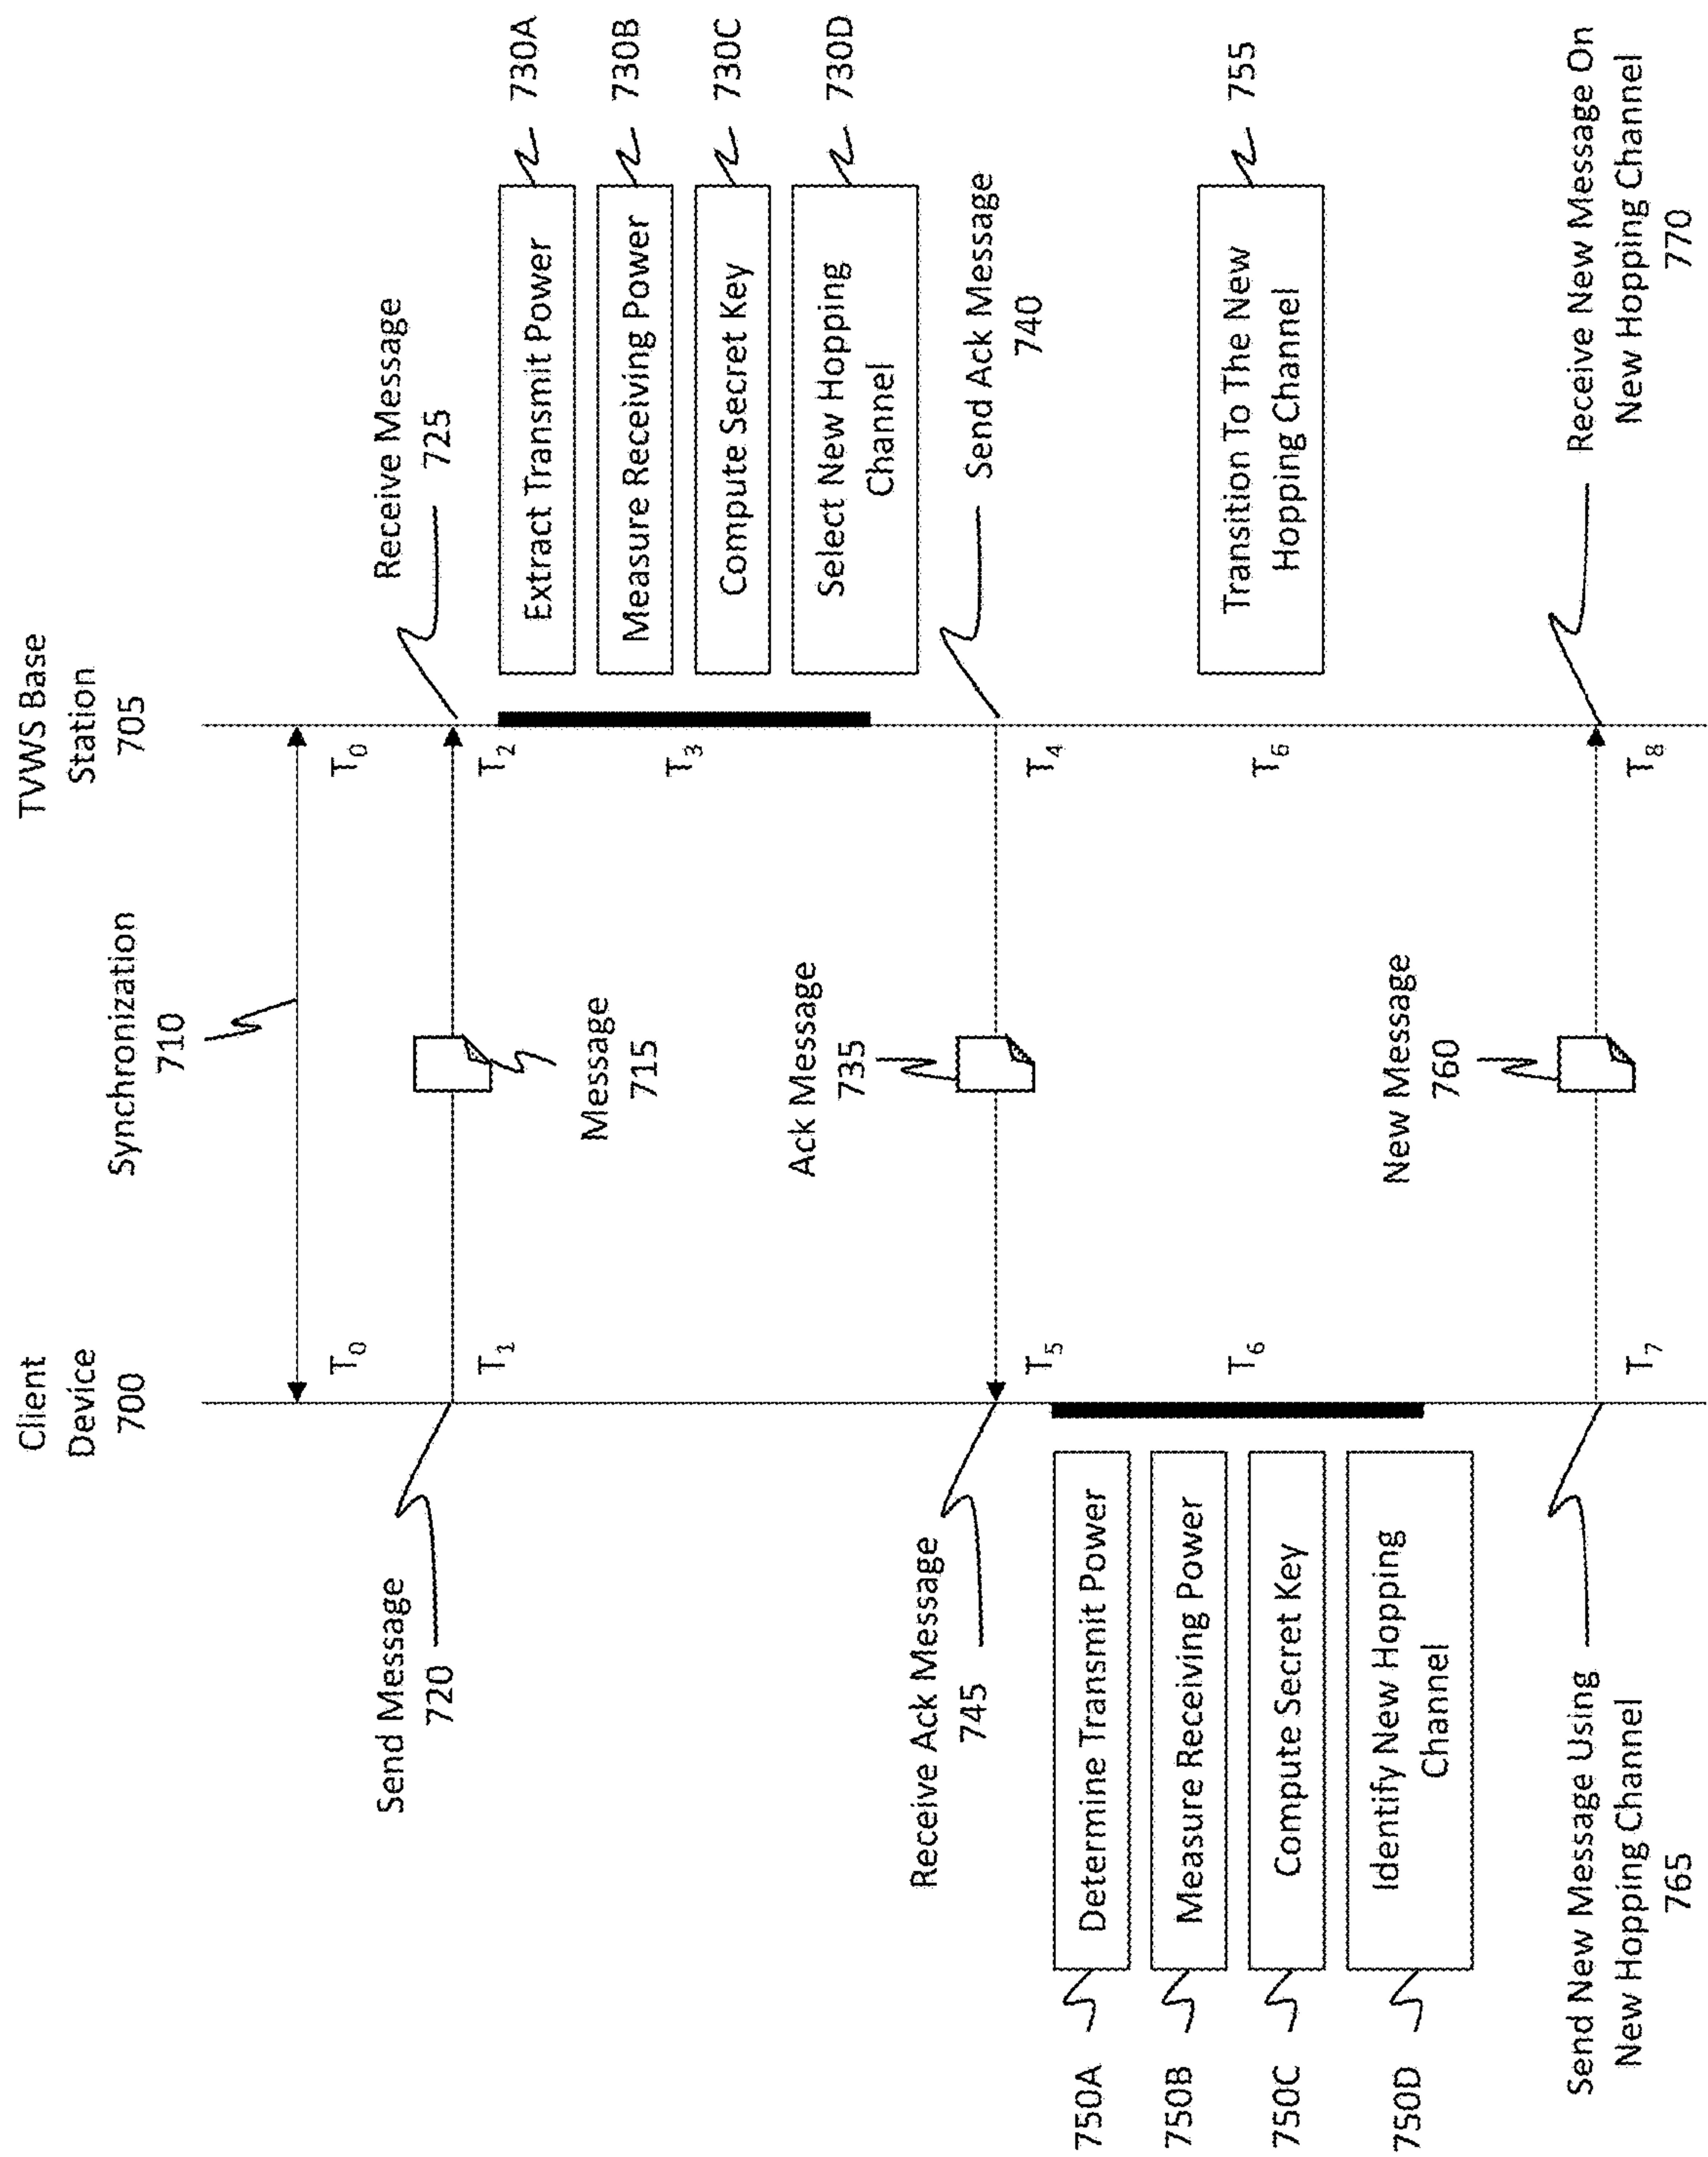 Client
Device
700
TVWS Base
Station
705
Synchronization
710
T0
T0
Send Message
720
T1
Message
715
T2
Receive Message
725
Extract Transmit Power
730A
Measure Receiving Power
730B
T3
Compute Secret Key
730C
Select New Hopping
Channel
730D
Ack Message
735
Send Ack Message
740
T4
Receive Ack Message
745
T5
Determine Transmit Power
750A
Measure Receiving Power
750B
T6
Compute Secret Key
750C
Identify New Hopping
Channel
750D
T6
Transition To The New
Hopping Channel
755
New Message
760
Send New Message Using
New Hopping Channel
765
T7
T8
Receive New Message On
New Hopping Channel
770